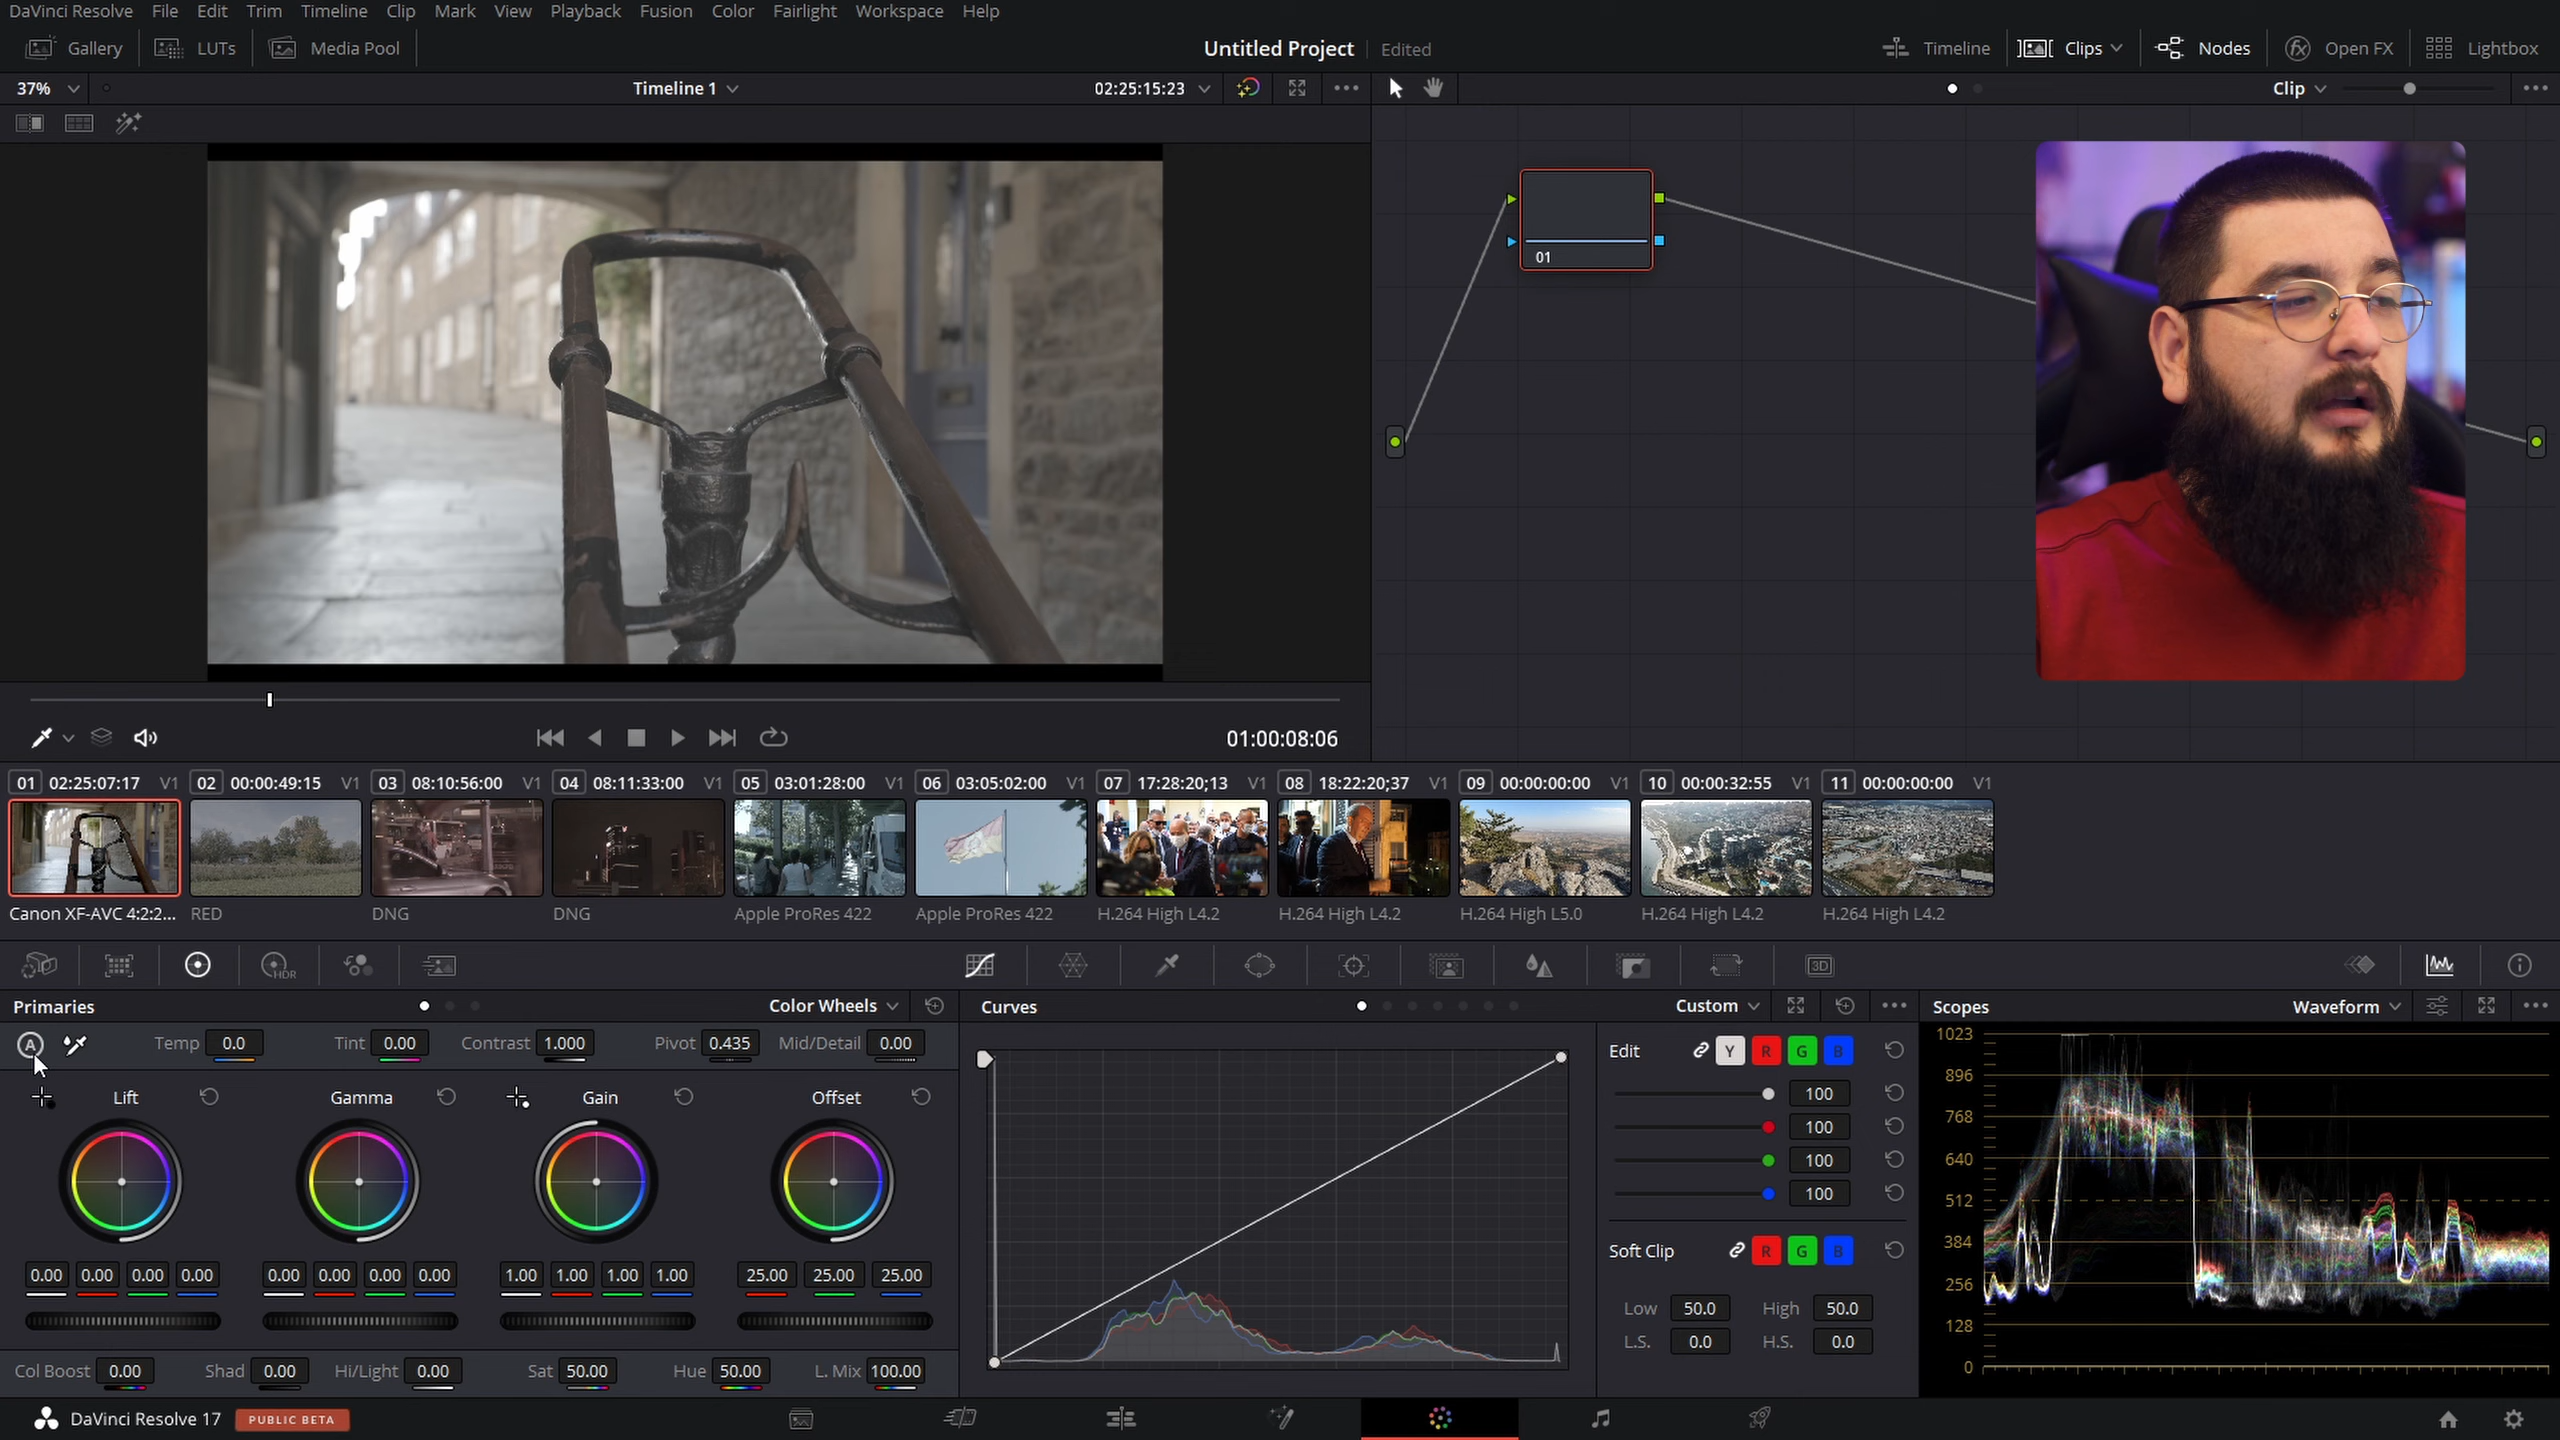 DaVinci Resolve File Edit Trim Timeline Clip Mark View Playback Fusion Color Fairlight Workspace Help
Gallery LUTs Media Pool Untitled Project Edited Timeline Clips Nodes Open FX Lightbox
37% Timeline 1 02:25:15:23 Clip
01
01:00:08:06
01 02:25:07:17 V1 02 00:00:49:15 V1 03 08:10:56:00 V1 04 08:11:33:00 V1 05 03:01:28:00 V1 06 03:05:02:00 V1 07 17:28:20;13 V1 08 18:22:20;37 V1 09 00:00:00:00 V1 10 00:00:32:55 V1 11 00:00:00:00 V1
Canon XF-AVC 4:2:2... RED DNG DNG Apple ProRes 422 Apple ProRes 422 H.264 High L4.2 H.264 High L4.2 H.264 High L5.0 H.264 High L4.2 H.264 High L4.2
HDR 3D
Primaries Color Wheels Curves Custom Scopes Waveform
A Temp 0.0 Tint 0.00 Contrast 1.000 Pivot 0.435 Mid/Detail 0.00
Lift Gamma Gain Offset
0.00 0.00 0.00 0.00 0.00 0.00 0.00 0.00 1.00 1.00 1.00 1.00 25.00 25.00 25.00
Col Boost 0.00 Shad 0.00 Hi/Light 0.00 Sat 50.00 Hue 50.00 L. Mix 100.00
Edit Y R G B
100
100
100
100
Soft Clip R G B
Low 50.0 High 50.0
L.S. 0.0 H.S. 0.0
1023
896
768
640
512
384
256
128
0
DaVinci Resolve 17 PUBLIC BETA